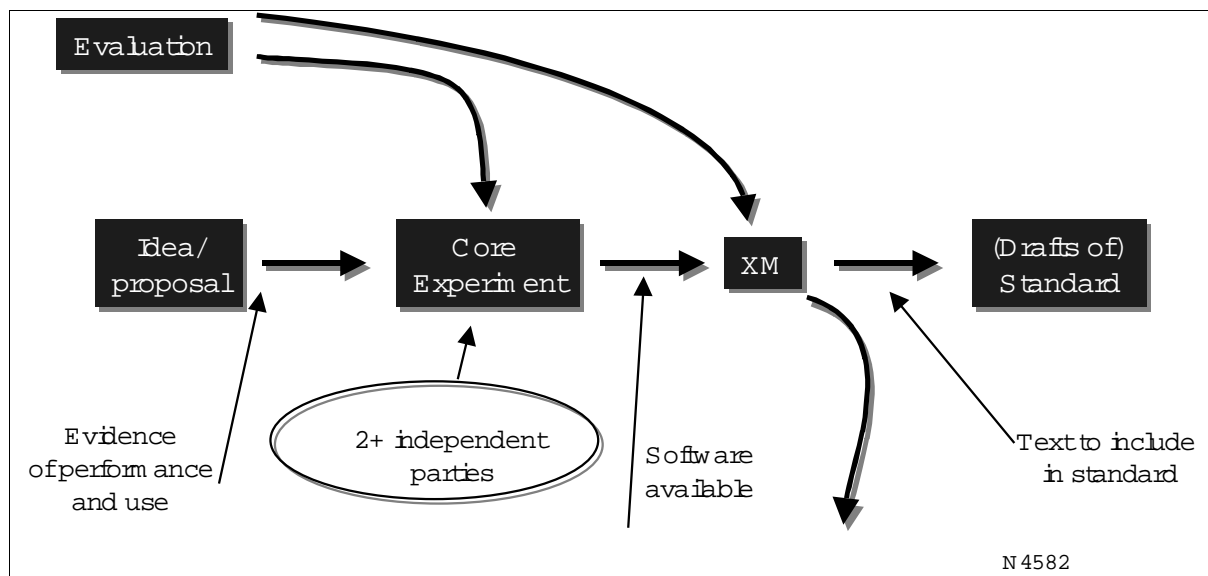 Evaluation
Idea/
proposal
Core
Experiment
XM
(Drafts of)
Standard
Evidence
of performance
and use
2+ independent
parties
Software
available
Text to include
in standard
N4582